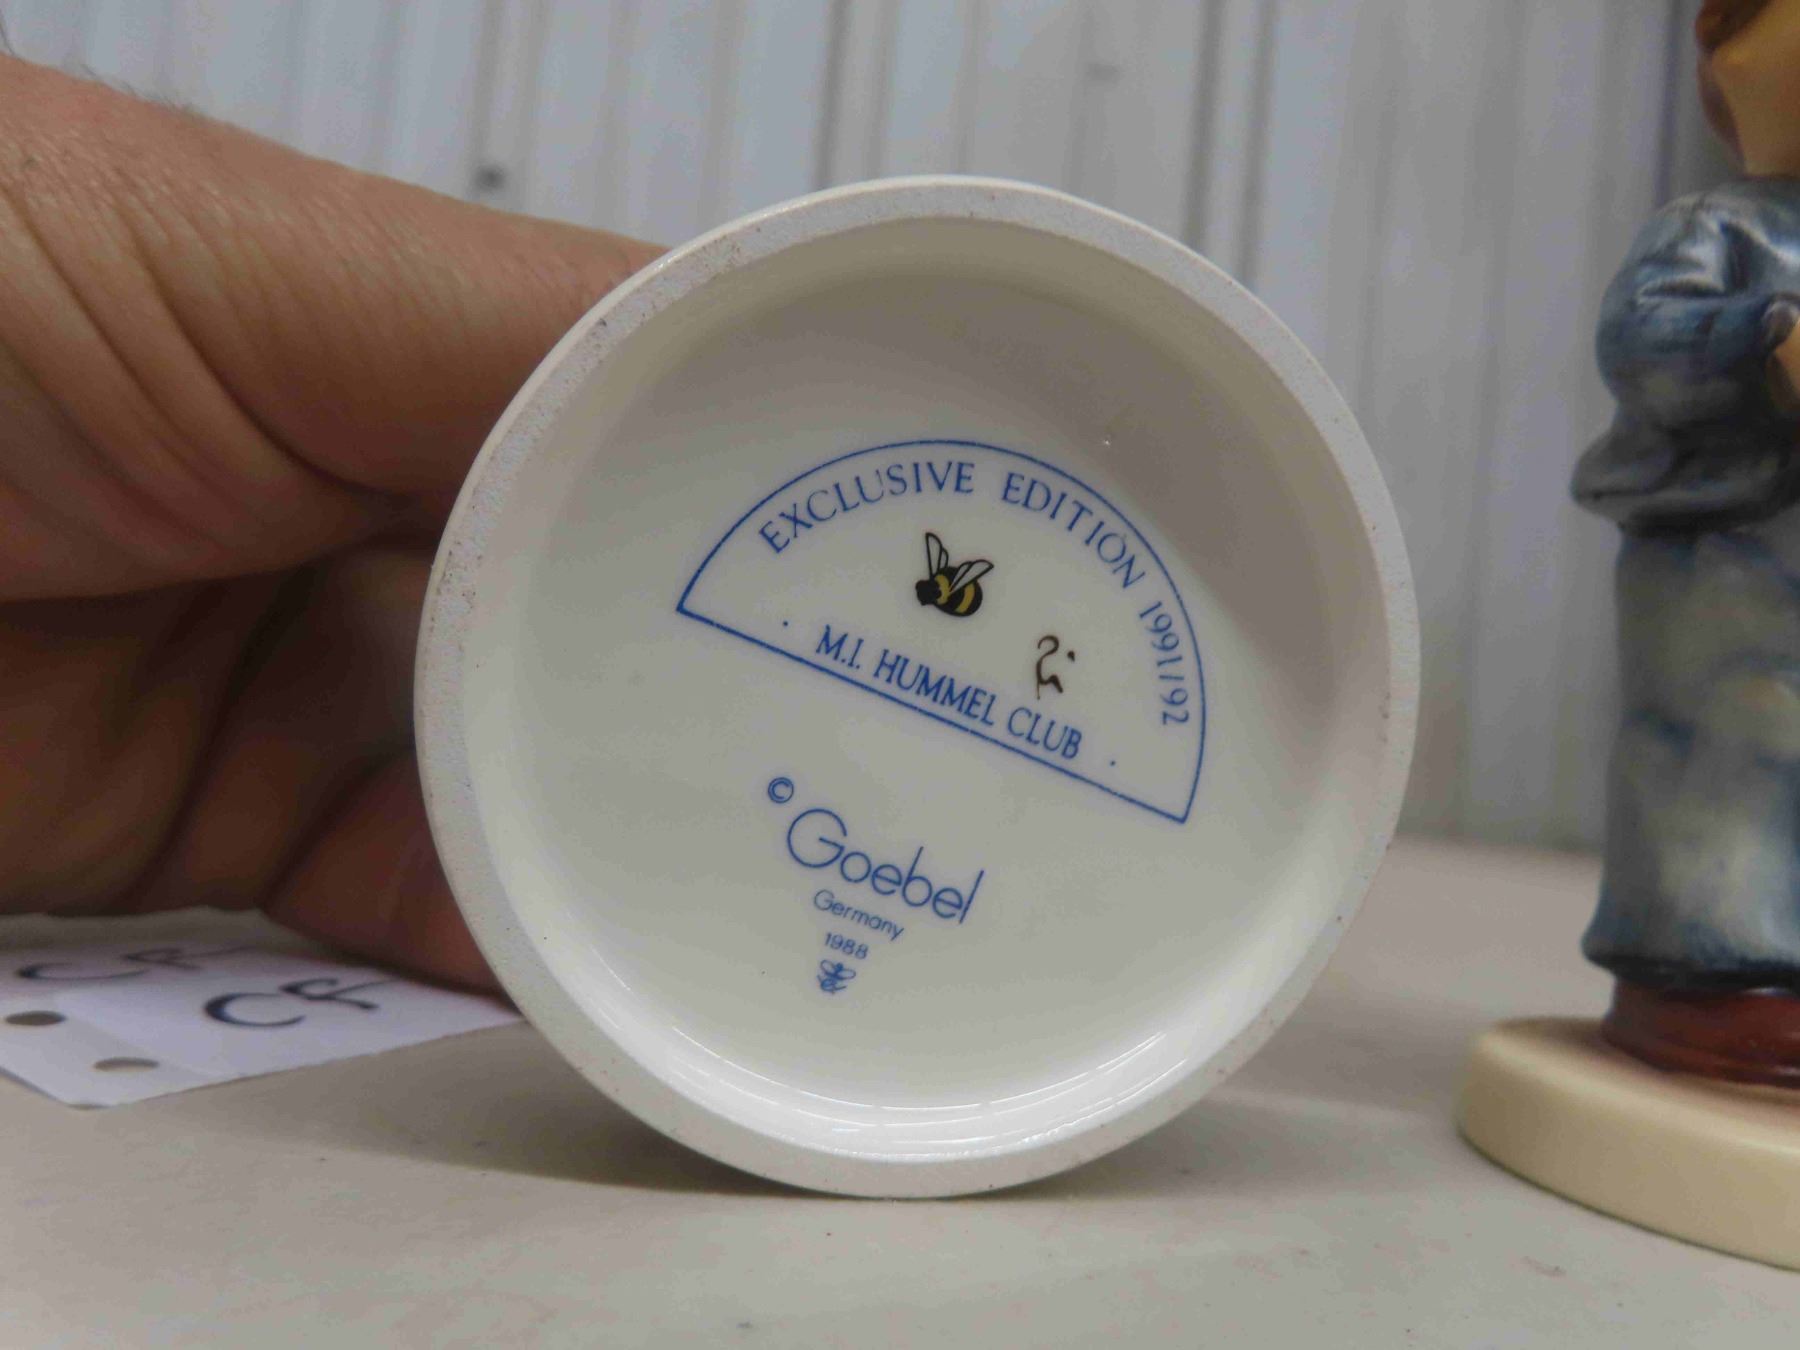 EXCLUSIVE EDITION 1991/92
M.I. HUMMEL CLUB
© Goebel
Germany
1988